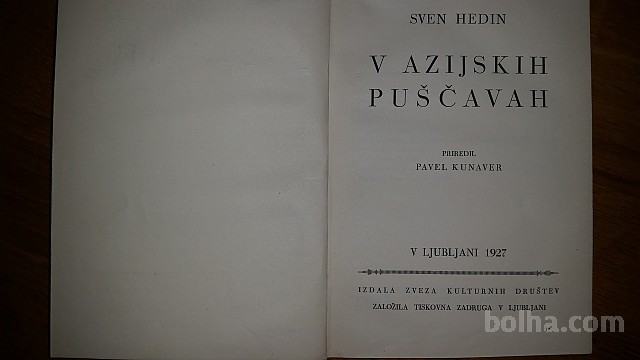 SVEN HEDIN
V AZIJSKIH
PUŠČAVAH
PRIREDIL
PAVEL KUNAVER
V LJUBLJANI 1927
IZDALA ZVEZA KULTURNIH DRUŠTEV
ZALOŽILA TISKOVNA ZADRUGA V LJUBLJANI
bolha.com